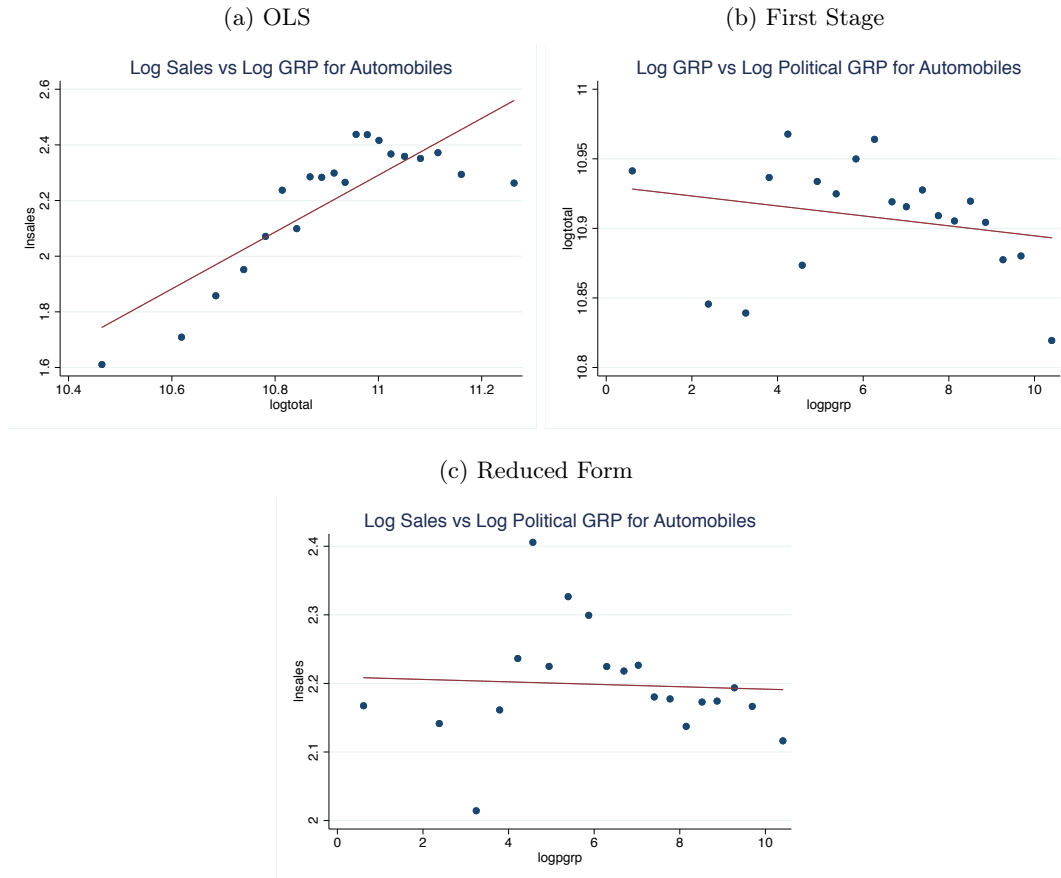 (a) OLS
Log Sales vs Log GRP for Automobiles
2.6
2.4
2.2
2
1.8
1.6
lnsales
10.4 10.6 10.8 11 11.2
logtotal
(b) First Stage
Log GRP vs Log Political GRP for Automobiles
11
10.95
10.9
10.85
10.8
logtotal
0 2 4 6 8 10
logpgrp
(c) Reduced Form
Log Sales vs Log Political GRP for Automobiles
2.4
2.3
2.2
2.1
2
lnsales
0 2 4 6 8 10
logpgrp